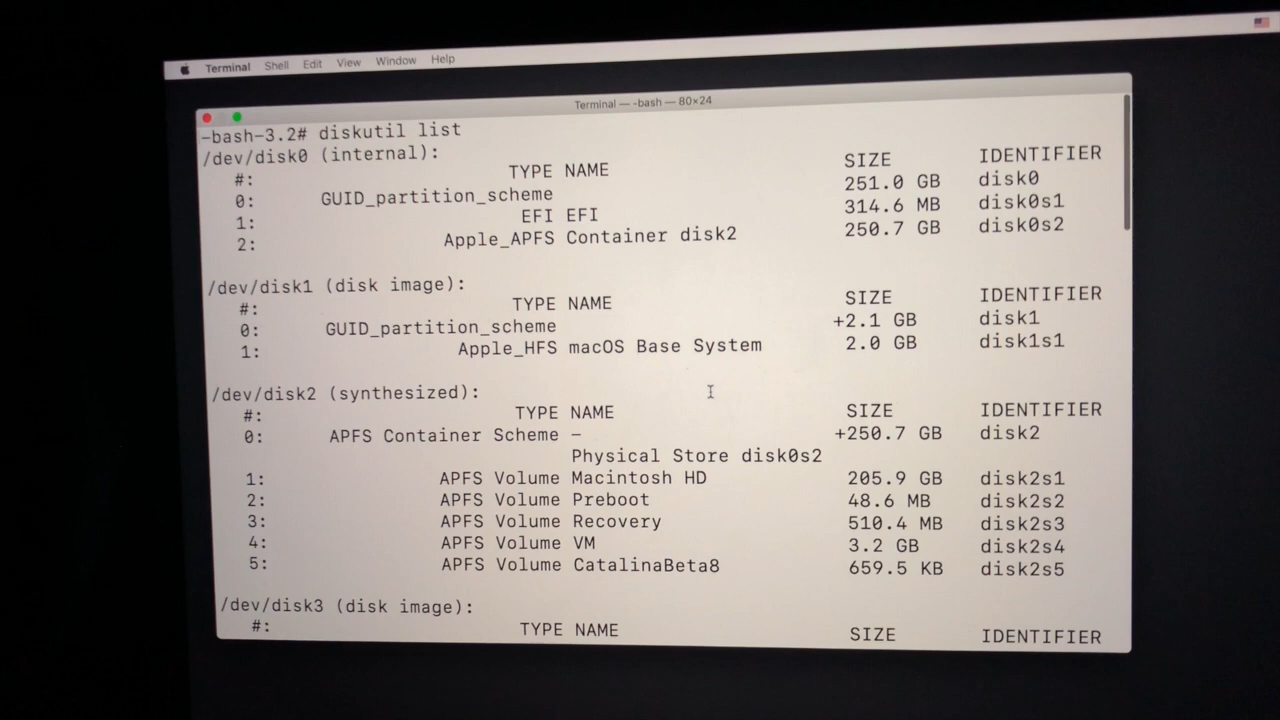 Terminal Shell Edit View Window Help
Terminal — -bash — 80×24
-bash-3.2# diskutil list
/dev/disk0 (internal):
#: TYPE NAME SIZE IDENTIFIER
0: GUID_partition_scheme 251.0 GB disk0
1: EFI EFI 314.6 MB disk0s1
2: Apple_APFS Container disk2 250.7 GB disk0s2
/dev/disk1 (disk image):
#: TYPE NAME SIZE IDENTIFIER
0: GUID_partition_scheme +2.1 GB disk1
1: Apple_HFS macOS Base System 2.0 GB disk1s1
/dev/disk2 (synthesized):
#: TYPE NAME SIZE IDENTIFIER
0: APFS Container Scheme – +250.7 GB disk2
Physical Store disk0s2
1: APFS Volume Macintosh HD 205.9 GB disk2s1
2: APFS Volume Preboot 48.6 MB disk2s2
3: APFS Volume Recovery 510.4 MB disk2s3
4: APFS Volume VM 3.2 GB disk2s4
5: APFS Volume CatalinaBeta8 659.5 KB disk2s5
/dev/disk3 (disk image):
#: TYPE NAME SIZE IDENTIFIER